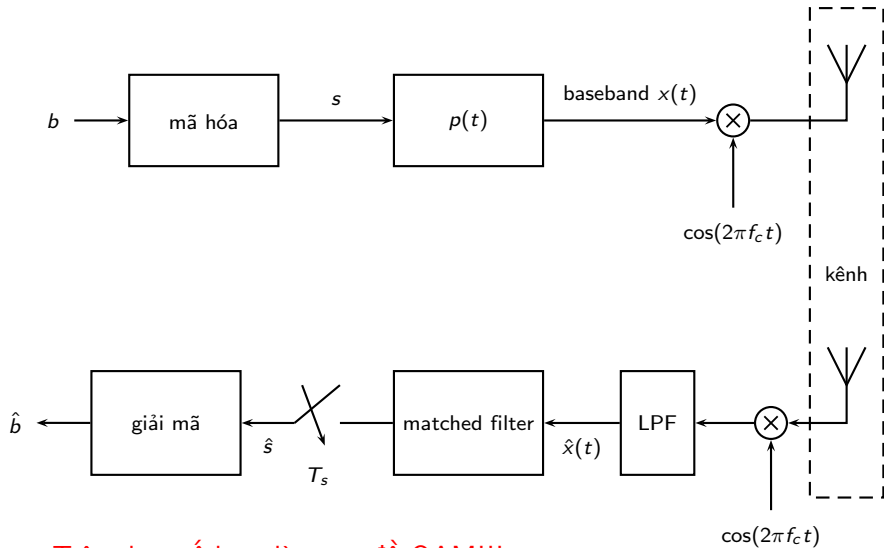 b
mã hóa
s
p(t)
baseband x(t)
×
cos(2πf_c t)
kênh
b̂
giải mã
ŝ
T_s
matched filter
x̂(t)
LPF
×
cos(2πf_c t)